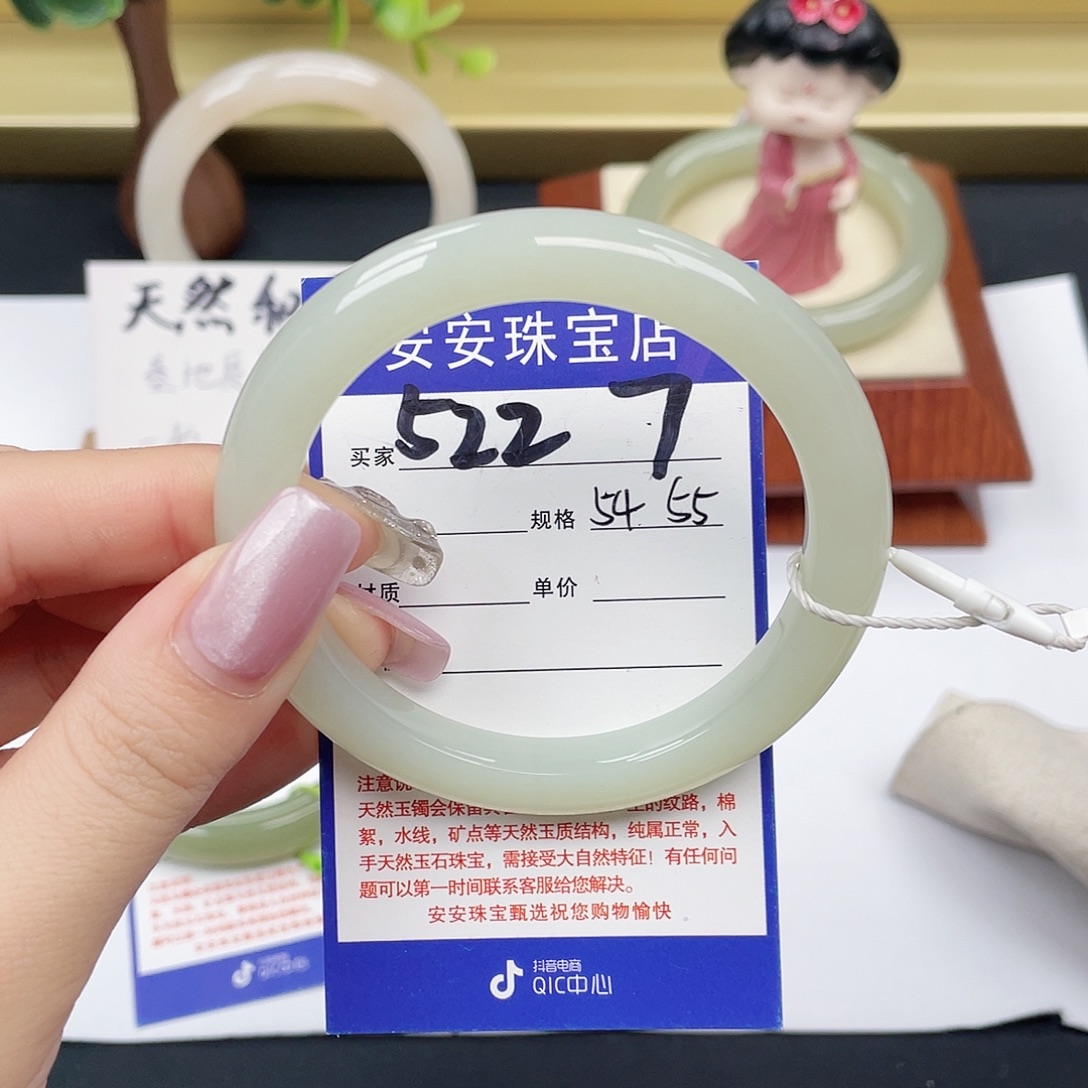 天然
安安珠宝店
买家 522 7
规格 54 55
材质 单价
注意说
天然玉镯会保留其 的纹路，棉
絮，水线，矿点等天然玉质结构，纯属正常，入
手天然玉石珠宝，需接受大自然特征！有任何问
题可以第一时间联系客服给您解决。
安安珠宝甄选祝您购物愉快
抖音电商
QIC中心